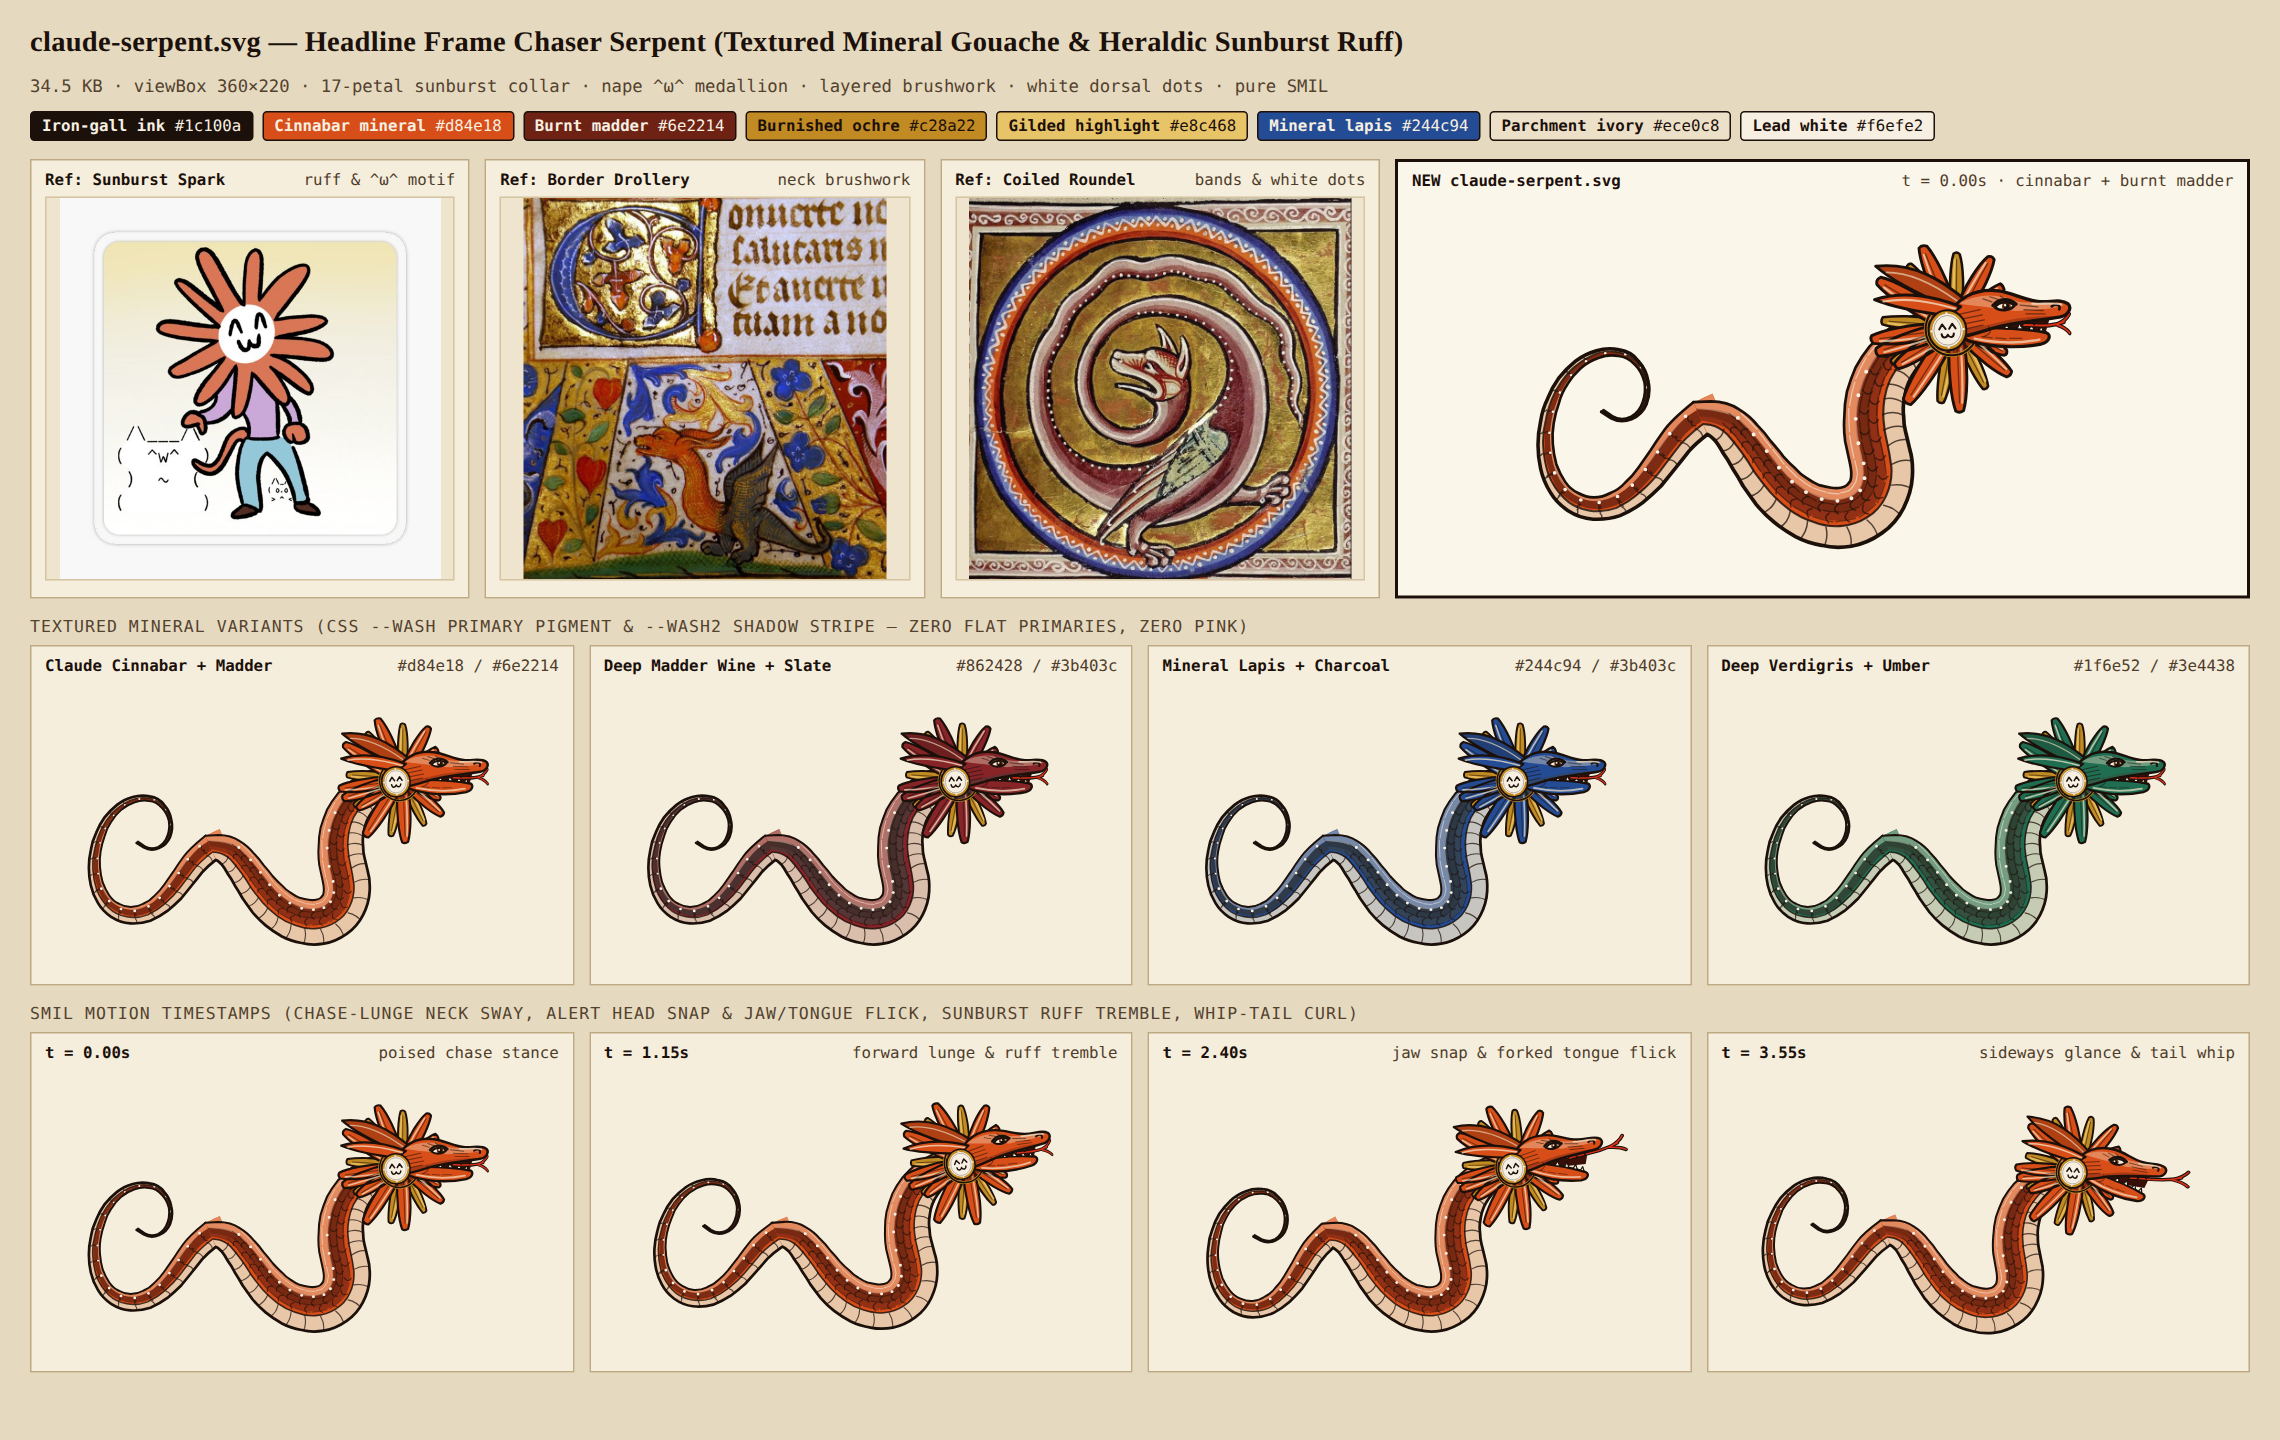 claude-serpent.svg — Headline Frame Chaser Serpent (Textured Mineral Gouache & Heraldic Sunburst Ruff)
34.5 KB · viewBox 360×220 · 17-petal sunburst collar · nape ^ω^ medallion · layered brushwork · white dorsal dots · pure SMIL
Iron-gall ink #1c100a Cinnabar mineral #d84e18 Burnt madder #6e2214 Burnished ochre #c28a22 Gilded highlight #e8c468 Mineral lapis #244c94 Parchment ivory #ece0c8 Lead white #f6efe2
Ref: Sunburst Spark ruff & ^ω^ motif
Ref: Border Drollery neck brushwork
Ref: Coiled Roundel bands & white dots
NEW claude-serpent.svg t = 0.00s · cinnabar + burnt madder
salutaris n
tuam a no
TEXTURED MINERAL VARIANTS (CSS --WASH PRIMARY PIGMENT & --WASH2 SHADOW STRIPE — ZERO FLAT PRIMARIES, ZERO PINK)
Claude Cinnabar + Madder #d84e18 / #6e2214
Deep Madder Wine + Slate #862428 / #3b403c
Mineral Lapis + Charcoal #244c94 / #3b403c
Deep Verdigris + Umber #1f6e52 / #3e4438
SMIL MOTION TIMESTAMPS (CHASE-LUNGE NECK SWAY, ALERT HEAD SNAP & JAW/TONGUE FLICK, SUNBURST RUFF TREMBLE, WHIP-TAIL CURL)
t = 0.00s poised chase stance
t = 1.15s forward lunge & ruff tremble
t = 2.40s jaw snap & forked tongue flick
t = 3.55s sideways glance & tail whip